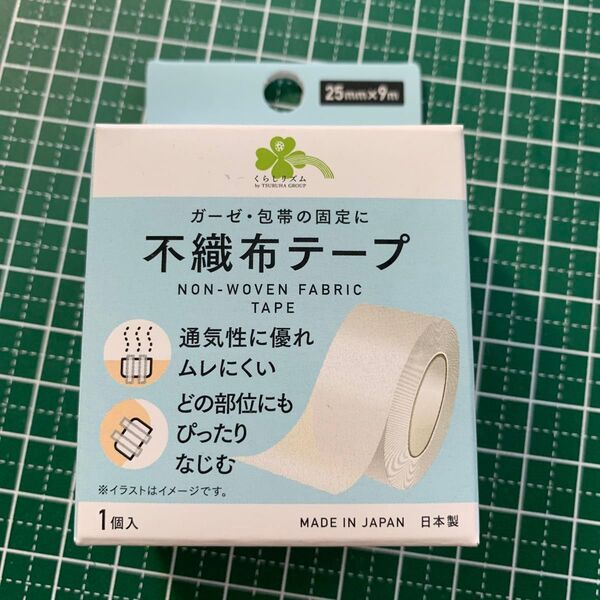 25mm×9m
くらしリズム
by TSURUHA GROUP
ガーゼ・包帯の固定に
不織布テープ
NON-WOVEN FABRIC
TAPE
通気性に優れ
ムレにくい
どの部位にも
ぴったり
なじむ
※イラストはイメージです。
1個入
MADE IN JAPAN 日本製